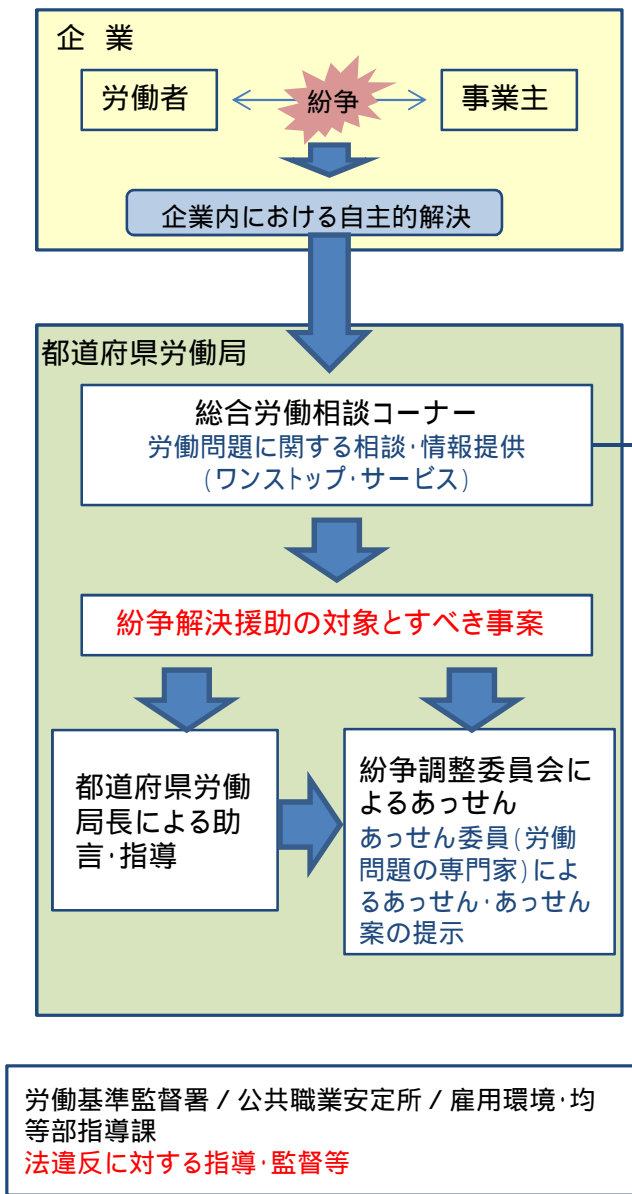 企 業
労働者
紛争
事業主
企業内における自主的解決
都道府県労働局
総合労働相談コーナー
労働問題に関する相談･情報提供
(ワンストップ･サービス)
紛争解決援助の対象とすべき事案
都道府県労働
局長による助
言･指導
紛争調整委員会に
よるあっせん
あっせん委員(労働
問題の専門家)によ
るあっせん･あっせん
案の提示
労働基準監督署 / 公共職業安定所 / 雇用環境･均
等部指導課
法違反に対する指導･監督等